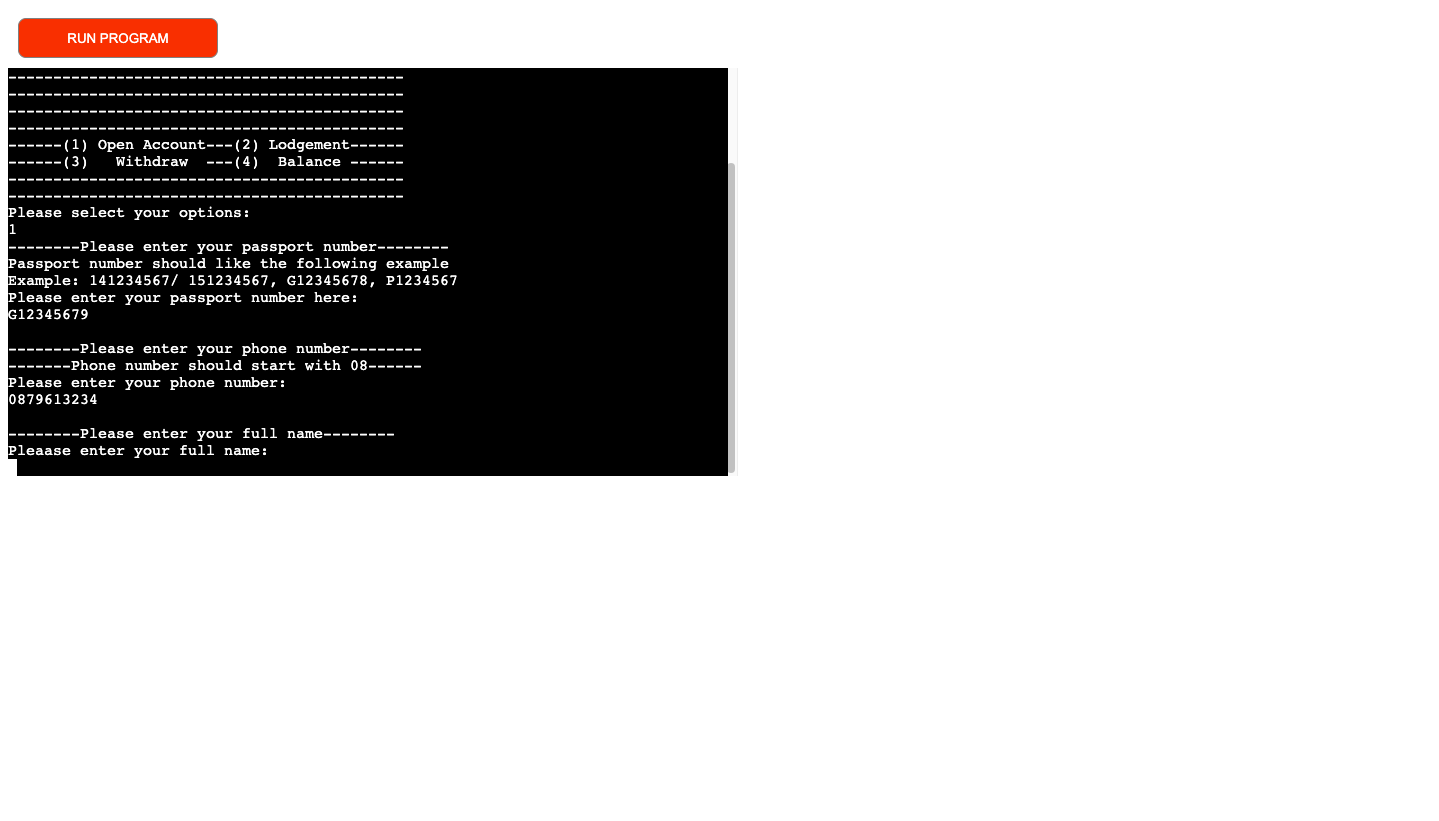 RUN PROGRAM
--------------------------------------------
--------------------------------------------
--------------------------------------------
--------------------------------------------
------(1) Open Account---(2) Lodgement------
------(3)   Withdraw  ---(4)  Balance ------
--------------------------------------------
--------------------------------------------
Please select your options:
1
--------Please enter your passport number--------
Passport number should like the following example
Example: 141234567/ 151234567, G12345678, P1234567
Please enter your passport number here:
G12345679
--------Please enter your phone number--------
-------Phone number should start with 08------
Please enter your phone number:
0879613234
--------Please enter your full name--------
Pleaase enter your full name: